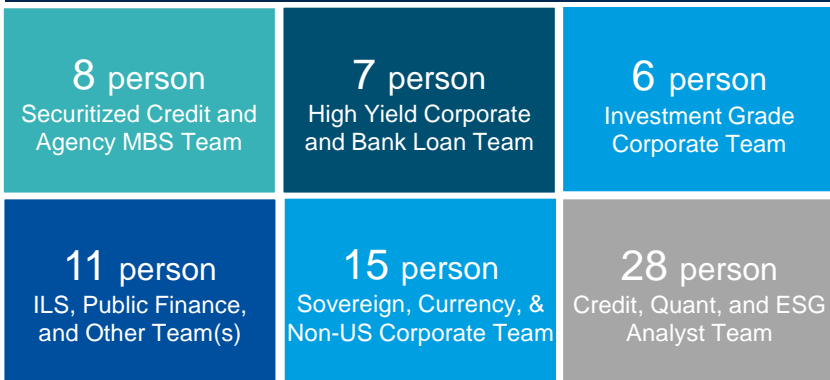 8 person
Securitized Credit and
Agency MBS Team
7 person
High Yield Corporate
and Bank Loan Team
6 person
Investment Grade
Corporate Team
11 person
ILS, Public Finance,
and Other Team(s)
15 person
Sovereign, Currency, &
Non-US Corporate Team
28 person
Credit, Quant, and ESG
Analyst Team